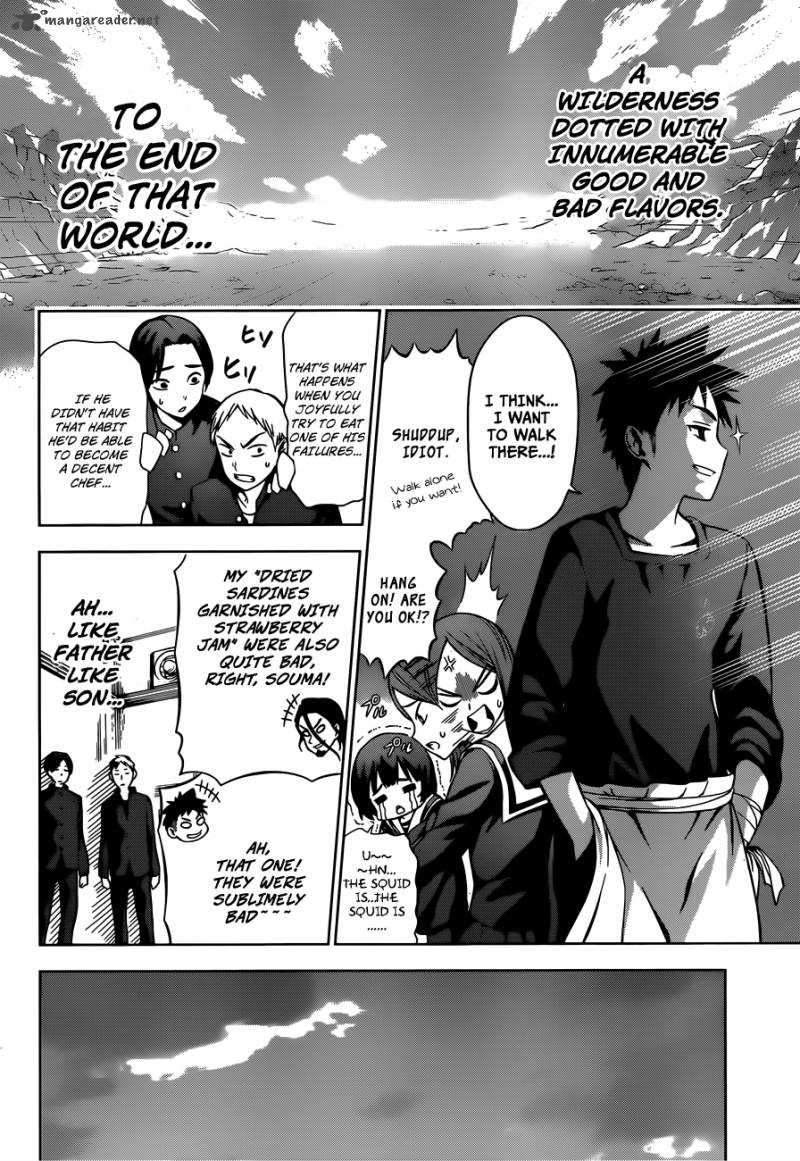 mangareader.net
A
WILDERNESS
DOTTED WITH
INNUMERABLE
GOOD AND
BAD FLAVORS.
TO
THE END
OF THAT
WORLD...
I THINK...
I WANT
TO WALK
THERE...!
SHUDDUP,
IDIOT.
Walk alone
if you want!
HANG
ON! ARE
YOU OK!?
プル
プル
U~~
~HN...
THE SQUID
IS..THE
SQUID IS
......
ヒソ
ヒソ
THAT'S WHAT
HAPPENS
WHEN YOU
JOYFULLY
TRY TO EAT
ONE OF HIS
FAILURES...
IF HE
DIDN'T HAVE
THAT HABIT
HE'D BE ABLE
TO BECOME
A DECENT
CHEF...
MY "DRIED
SARDINES
GARNISHED WITH
STRAWBERRY
JAM" WERE ALSO
QUITE BAD,
RIGHT, SOUMA!
AH,
THAT ONE!
THEY WERE
SUBLIMELY
BAD~~~
AH...
LIKE
FATHER
LIKE
SON...